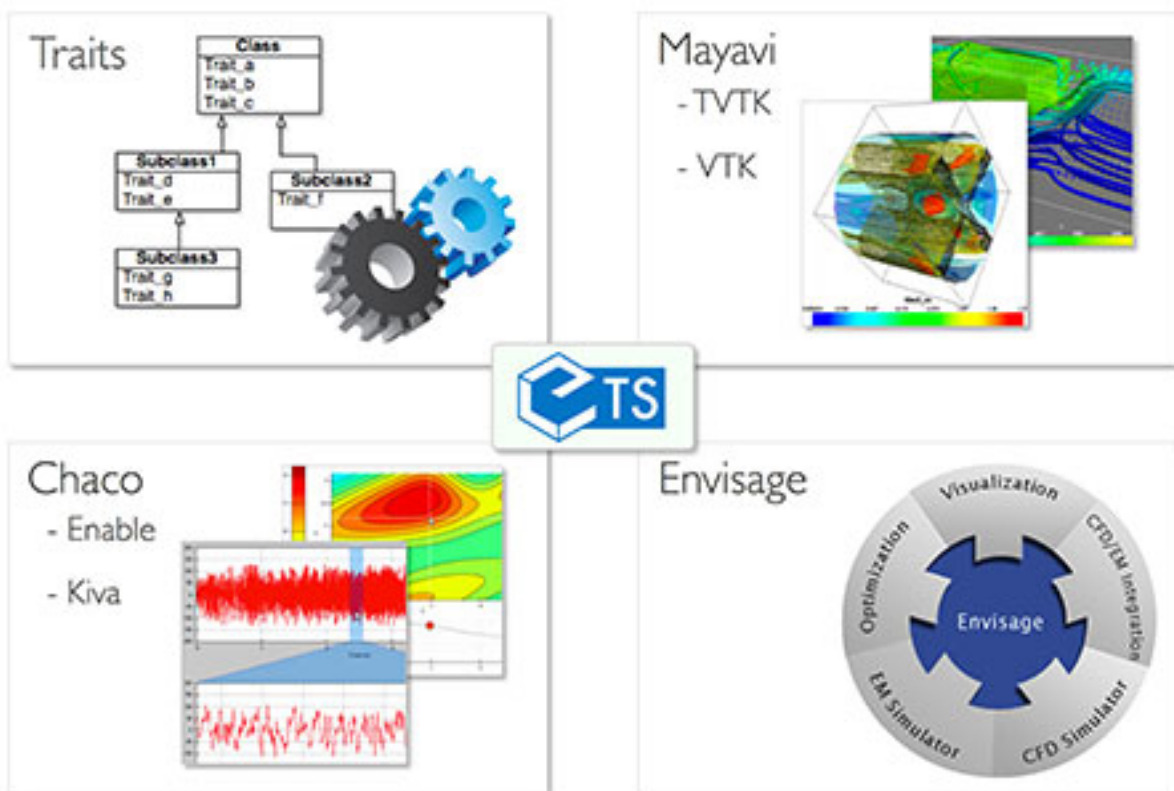 Traits
Class
Trait_a
Trait_b
Trait_c
Subclass1
Trait_d
Trait_e
Subclass2
Trait_f
Subclass3
Trait_g
Trait_h
Mayavi
- TVTK
- VTK
eTS
Chaco
- Enable
- Kiva
Envisage
Visualization
CFD/EM Integration
CFD Simulator
EM Simulator
Optimization
Envisage